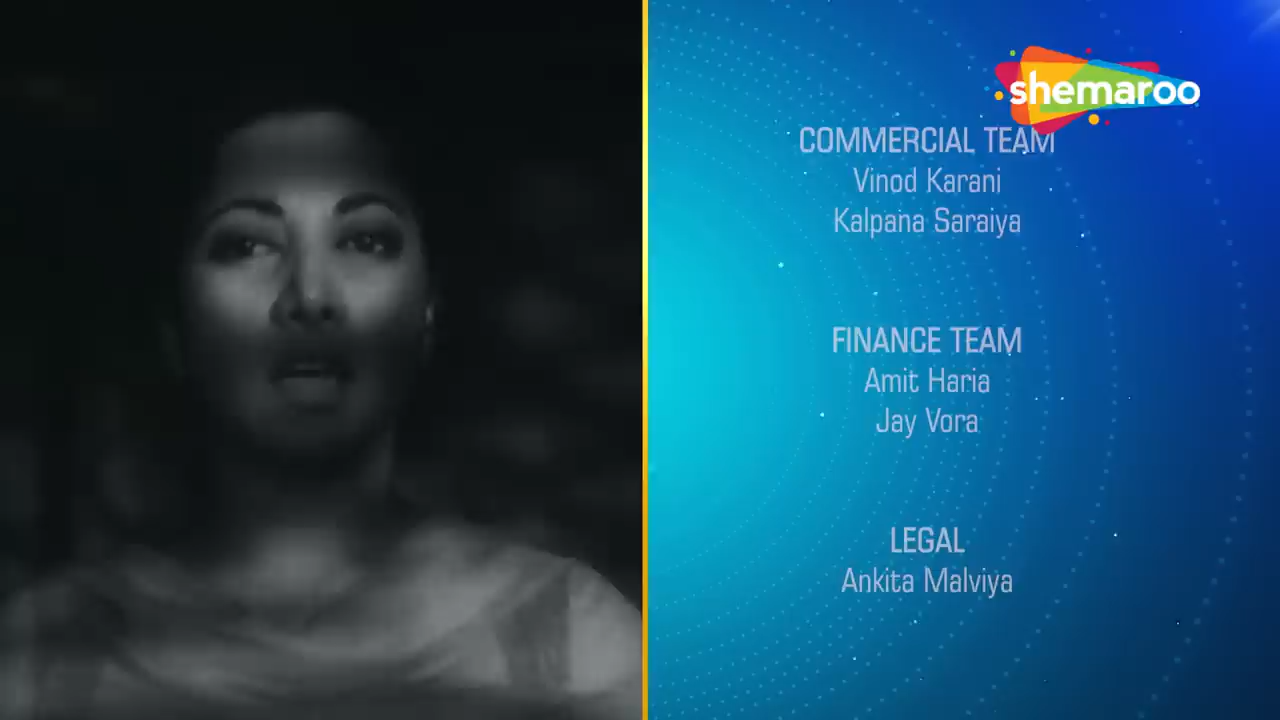 shemaroo
COMMERCIAL TEAM
Vinod Karani
Kalpana Saraiya
FINANCE TEAM
Amit Haria
Jay Vora
LEGAL
Ankita Malviya